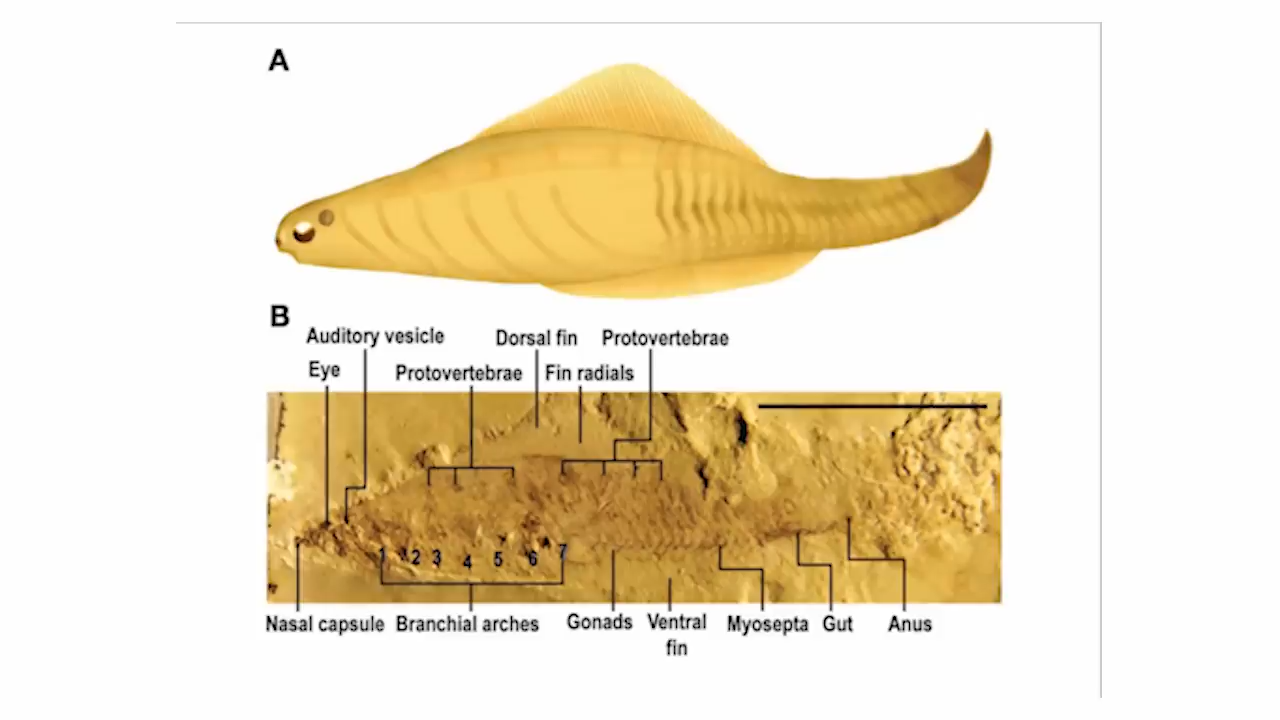 A
B
Auditory vesicle
Dorsal fin
Protovertebrae
Eye
Protovertebrae
Fin radials
1 2 3 4 5 6 7
Nasal capsule
Branchial arches
Gonads
Ventral
fin
Myosepta
Gut
Anus